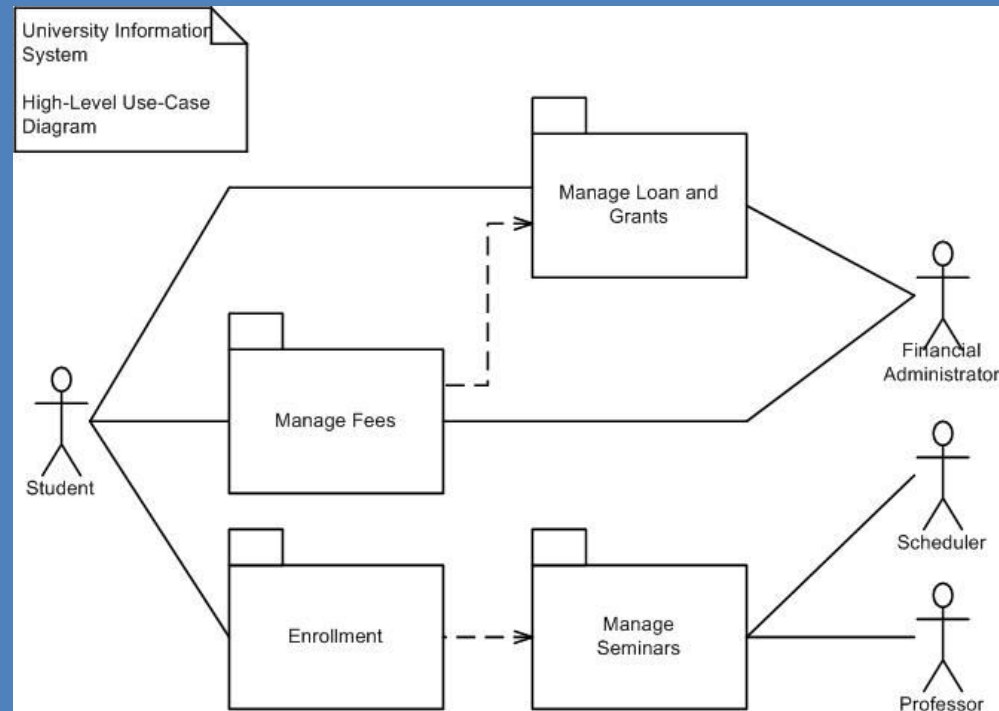 University Information
System
High-Level Use-Case
Diagram
Manage Loan and
Grants
Financial
Administrator
Manage Fees
Student
Scheduler
Enrollment
Manage
Seminars
Professor